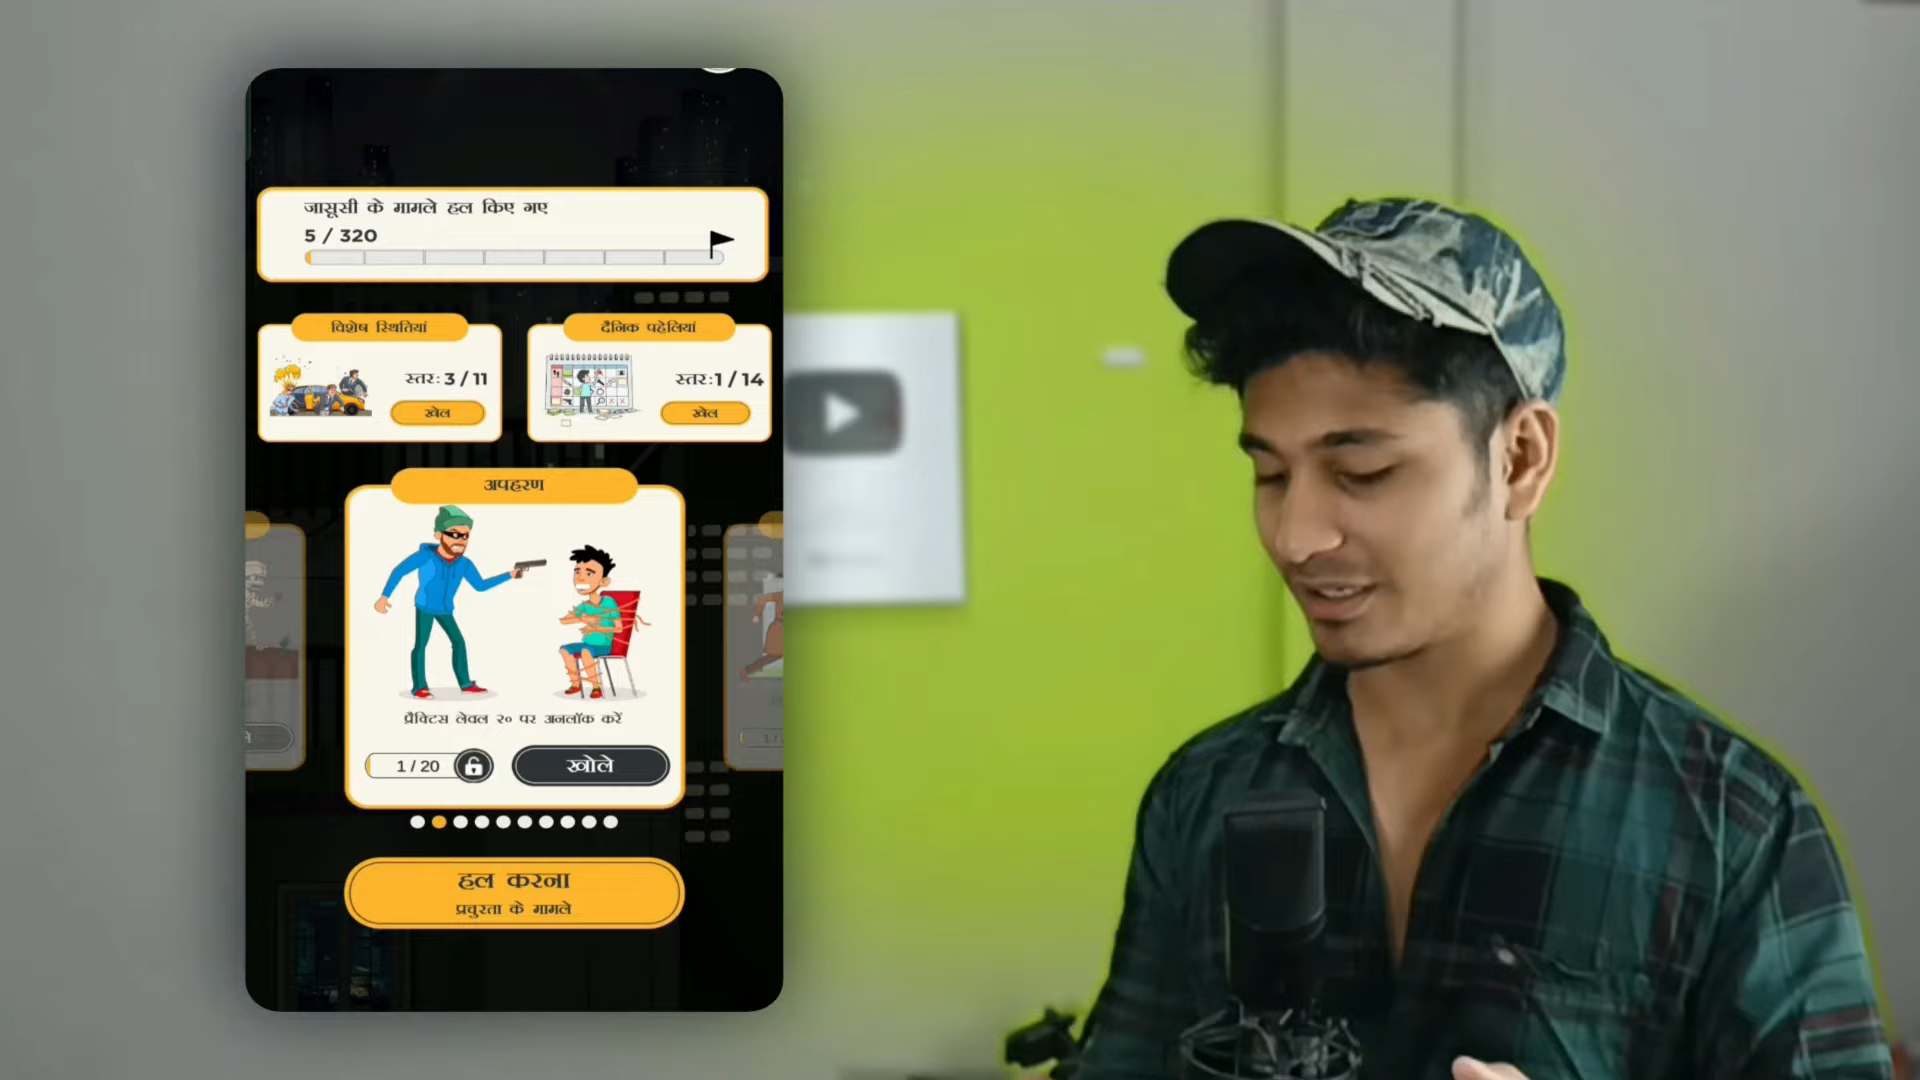 जासूसी के मामले हल किए गए
5 / 320
विशेष स्थितियां
दैनिक पहेलियां
स्तर: 3 / 11
स्तर:1 / 14
खेल
खेल
अपहरण
प्रैक्टिस लेवल २० पर अनलॉक करें
1 / 20
खोले
हल करना
प्रचुरता के मामले